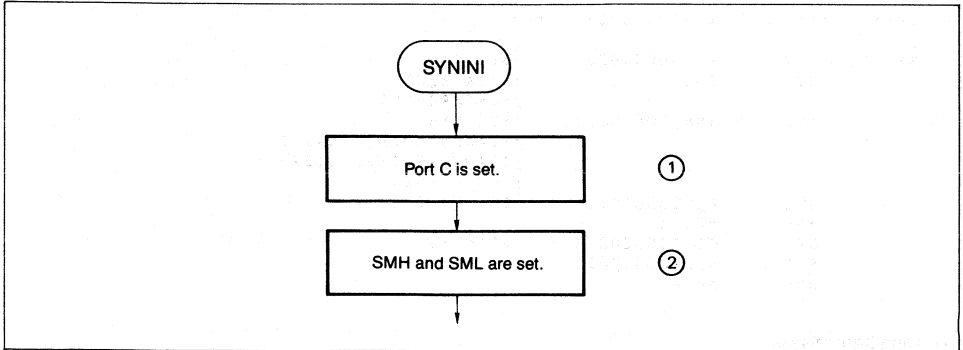 SYNINI
Port C is set.
1
SMH and SML are set.
2